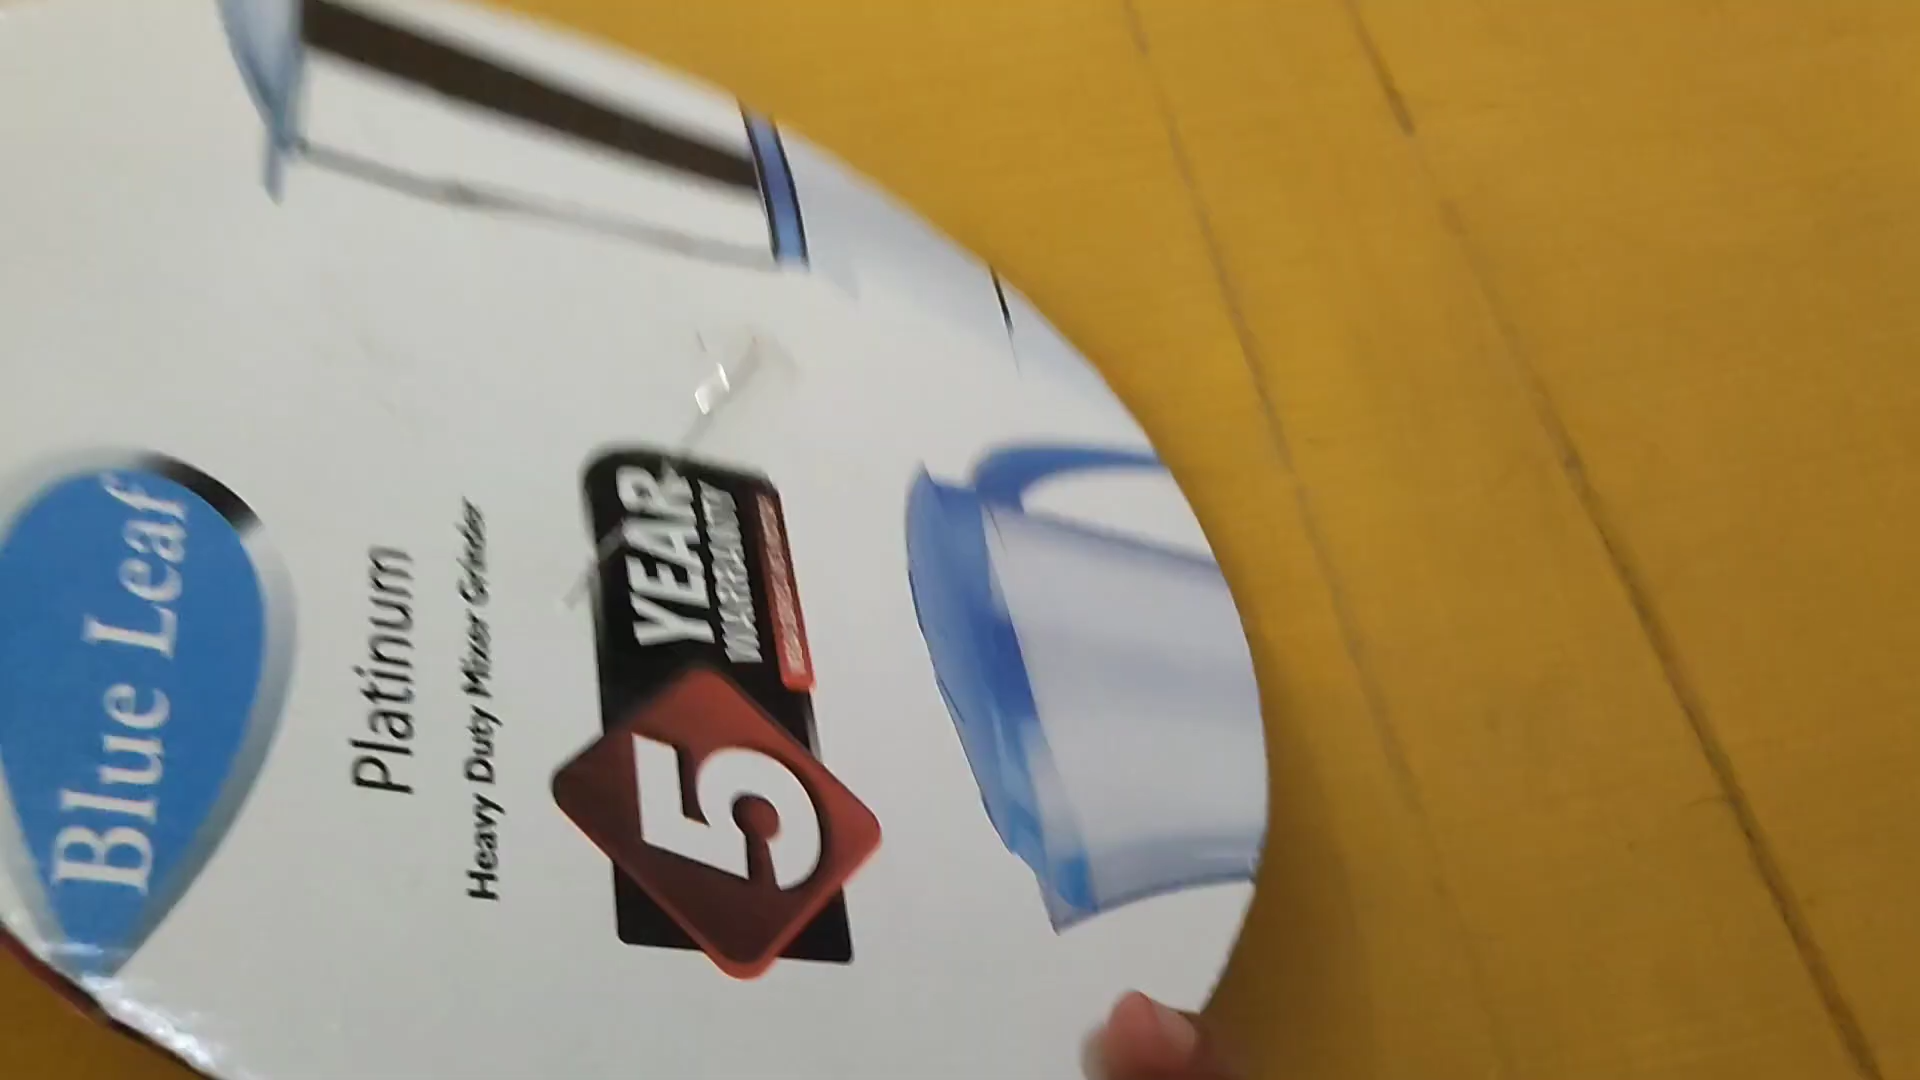 Blue Leaf
Platinum
Heavy Duty Mixer Grinder
5
YEAR
WARRANTY